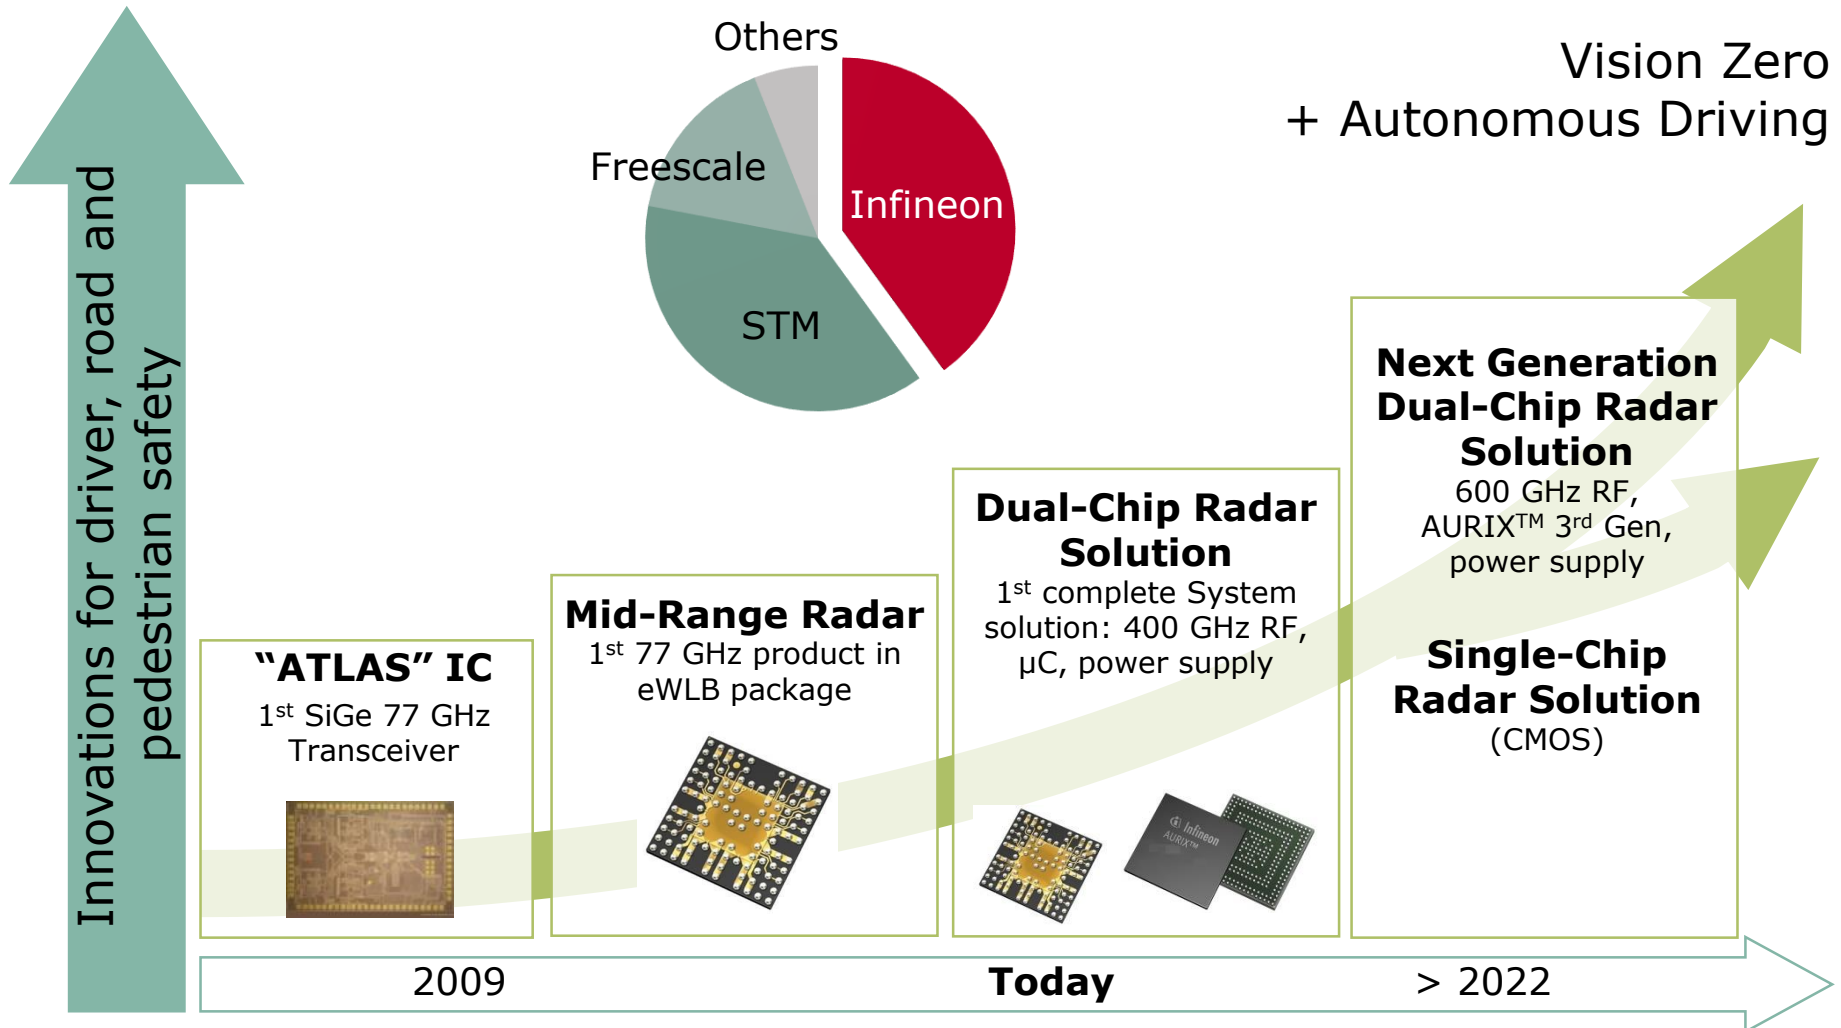 Innovations for driver, road and
pedestrian safety
Others
Freescale
Infineon
STM
Vision Zero
+ Autonomous Driving
“ATLAS” IC
1st SiGe 77 GHz
Transceiver
Mid-Range Radar
1st 77 GHz product in
eWLB package
Dual-Chip Radar
Solution
1st complete System
solution: 400 GHz RF,
µC, power supply
Infineon
AURIX™
Next Generation
Dual-Chip Radar
Solution
600 GHz RF,
AURIX™ 3rd Gen,
power supply
Single-Chip
Radar Solution
(CMOS)
2009
Today
> 2022